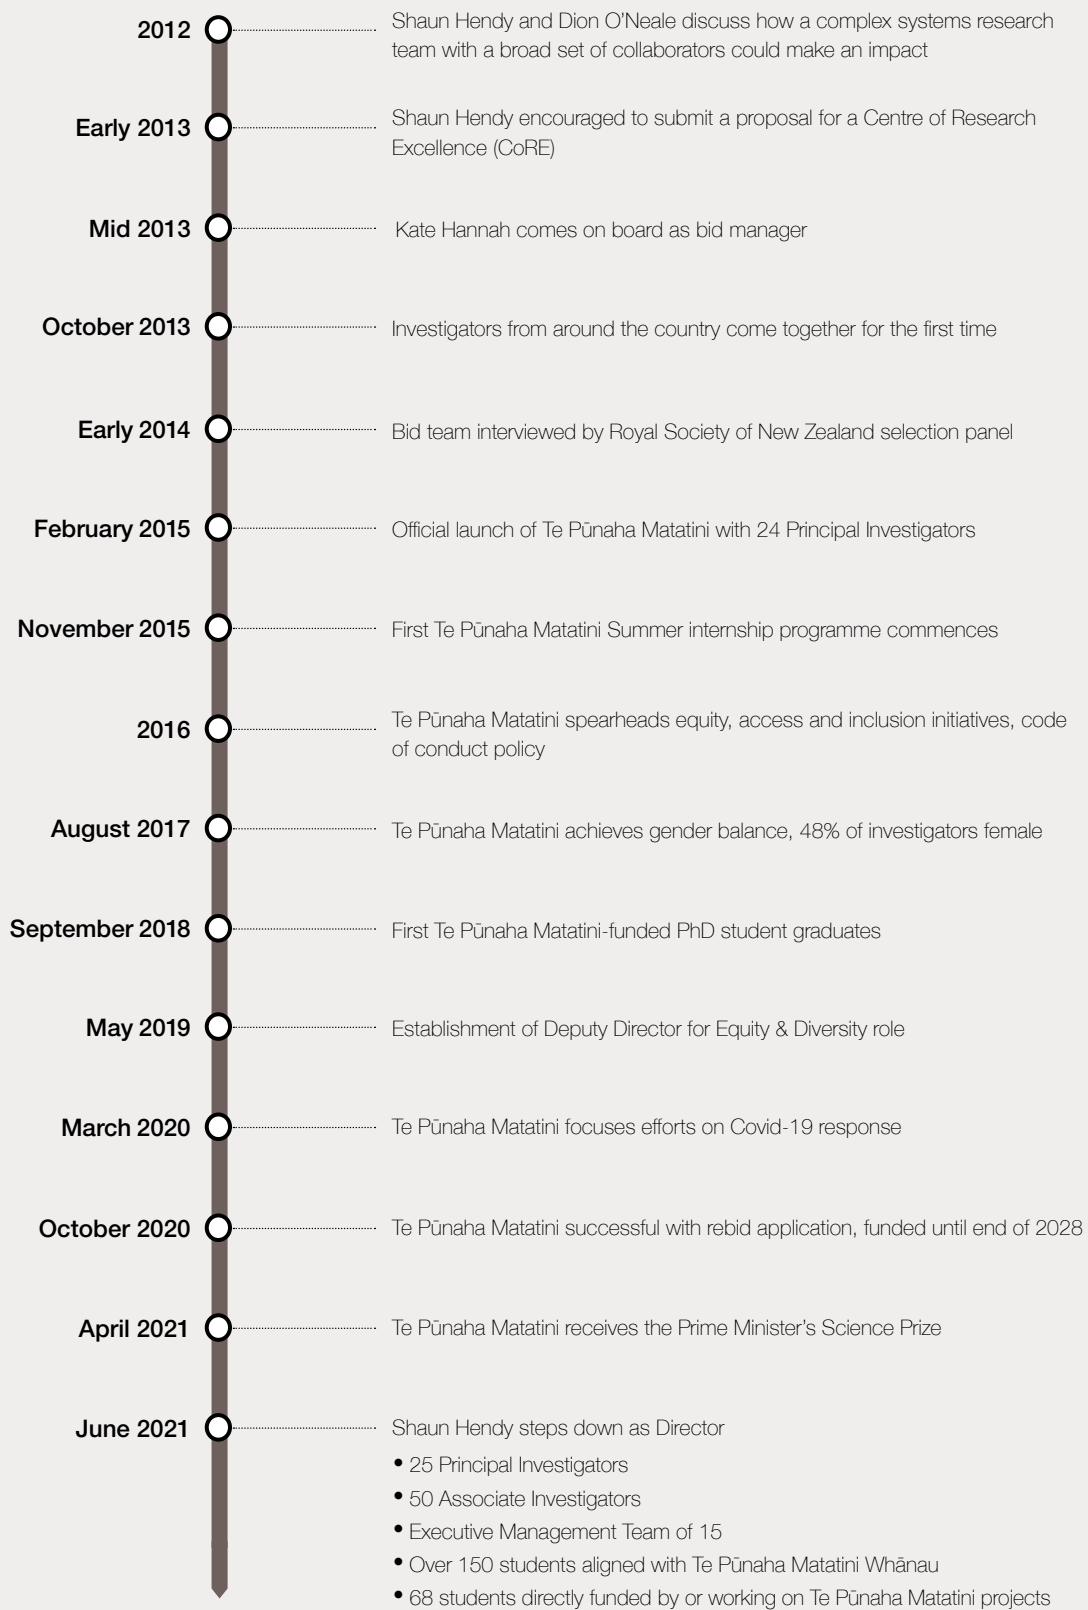 2012
Shaun Hendy and Dion O’Neale discuss how a complex systems research
team with a broad set of collaborators could make an impact
Early 2013
Shaun Hendy encouraged to submit a proposal for a Centre of Research
Excellence (CoRE)
Mid 2013
Kate Hannah comes on board as bid manager
October 2013
Investigators from around the country come together for the first time
Early 2014
Bid team interviewed by Royal Society of New Zealand selection panel
February 2015
Official launch of Te Pūnaha Matatini with 24 Principal Investigators
November 2015
First Te Pūnaha Matatini Summer internship programme commences
2016
Te Pūnaha Matatini spearheads equity, access and inclusion initiatives, code
of conduct policy
August 2017
Te Pūnaha Matatini achieves gender balance, 48% of investigators female
September 2018
First Te Pūnaha Matatini-funded PhD student graduates
May 2019
Establishment of Deputy Director for Equity & Diversity role
March 2020
Te Pūnaha Matatini focuses efforts on Covid-19 response
October 2020
Te Pūnaha Matatini successful with rebid application, funded until end of 2028
April 2021
Te Pūnaha Matatini receives the Prime Minister’s Science Prize
June 2021
Shaun Hendy steps down as Director
• 25 Principal Investigators
• 50 Associate Investigators
• Executive Management Team of 15
• Over 150 students aligned with Te Pūnaha Matatini Whānau
• 68 students directly funded by or working on Te Pūnaha Matatini projects